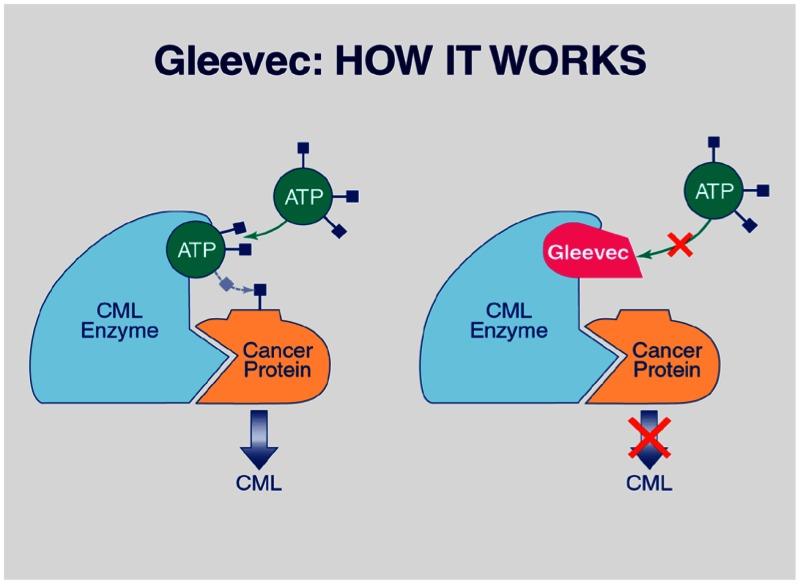 Gleevec: HOW IT WORKS
ATP
ATP
CML
Enzyme
Cancer
Protein
CML
ATP
Gleevec
CML
Enzyme
Cancer
Protein
CML